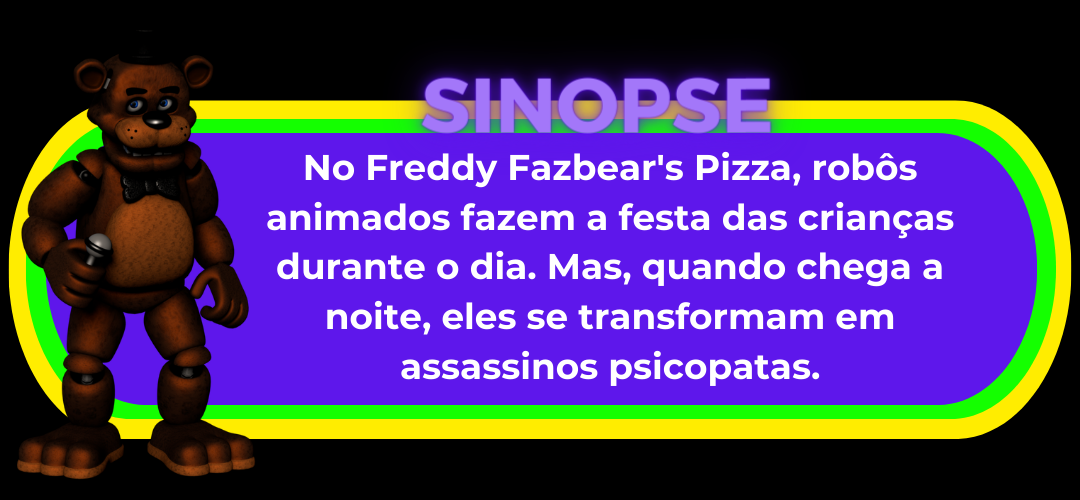 SINOPSE
No Freddy Fazbear's Pizza, robôs
animados fazem a festa das crianças
durante o dia. Mas, quando chega a
noite, eles se transformam em
assassinos psicopatas.